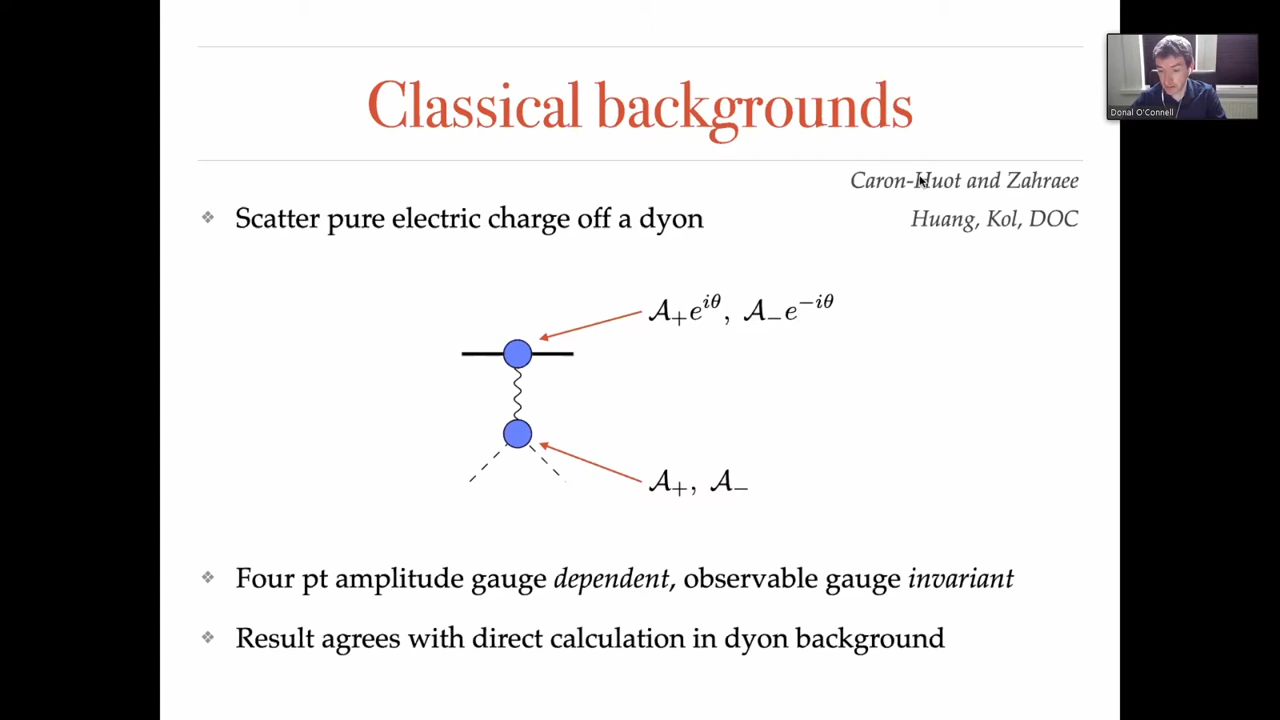 Classical backgrounds
Caron-Huot and Zahraee
❖ Scatter pure electric charge off a dyon
Huang, Kol, DOC
𝒜₊e^{iθ}, 𝒜₋e^{−iθ}
𝒜₊, 𝒜₋
❖ Four pt amplitude gauge dependent, observable gauge invariant
❖ Result agrees with direct calculation in dyon background
Donal O'Connell